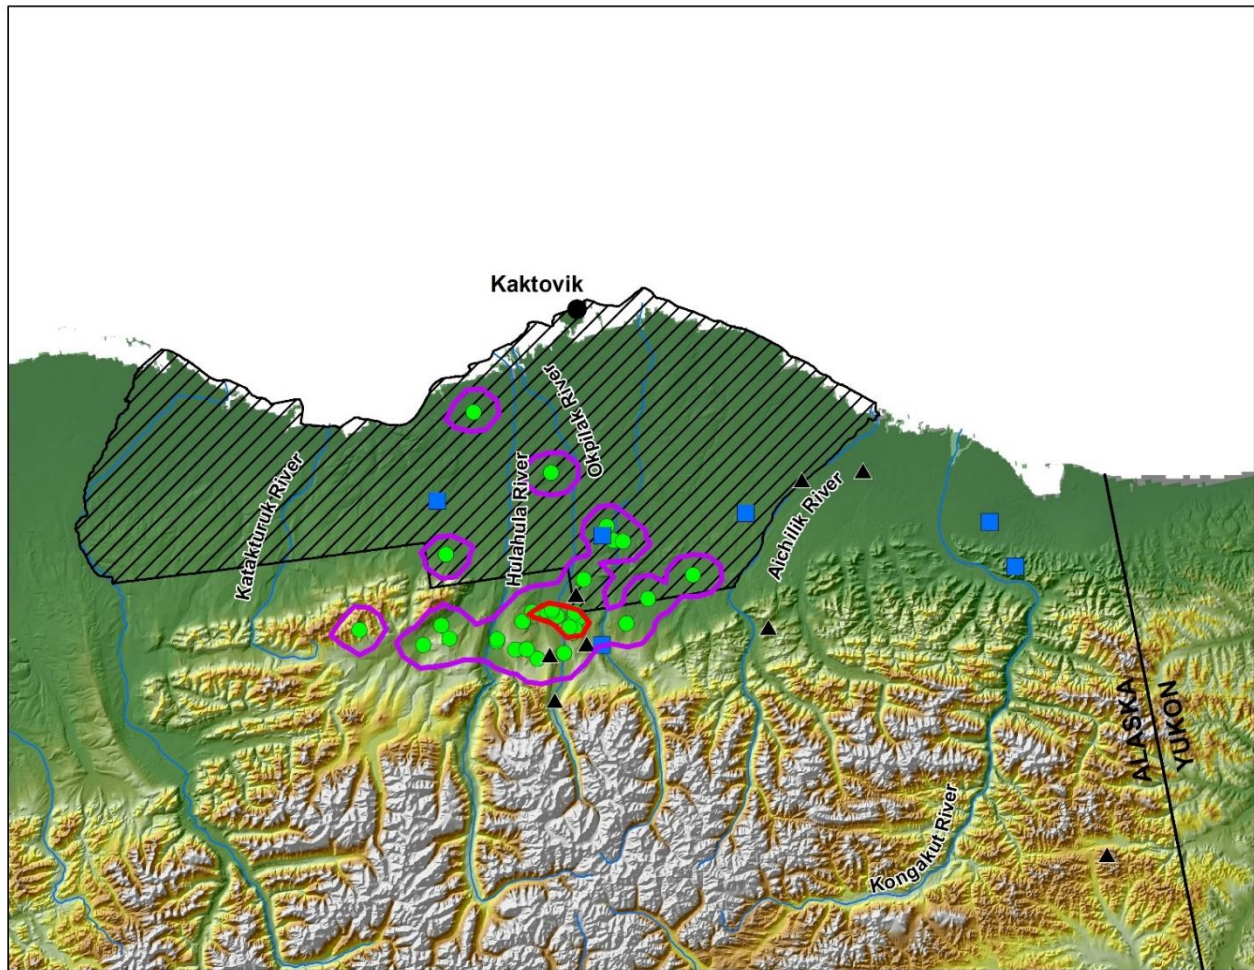 Kaktovik
Okpilak River
Hulahula River
Katakturuk River
Aichilik River
ALASKA
YUKON
Kongakut River